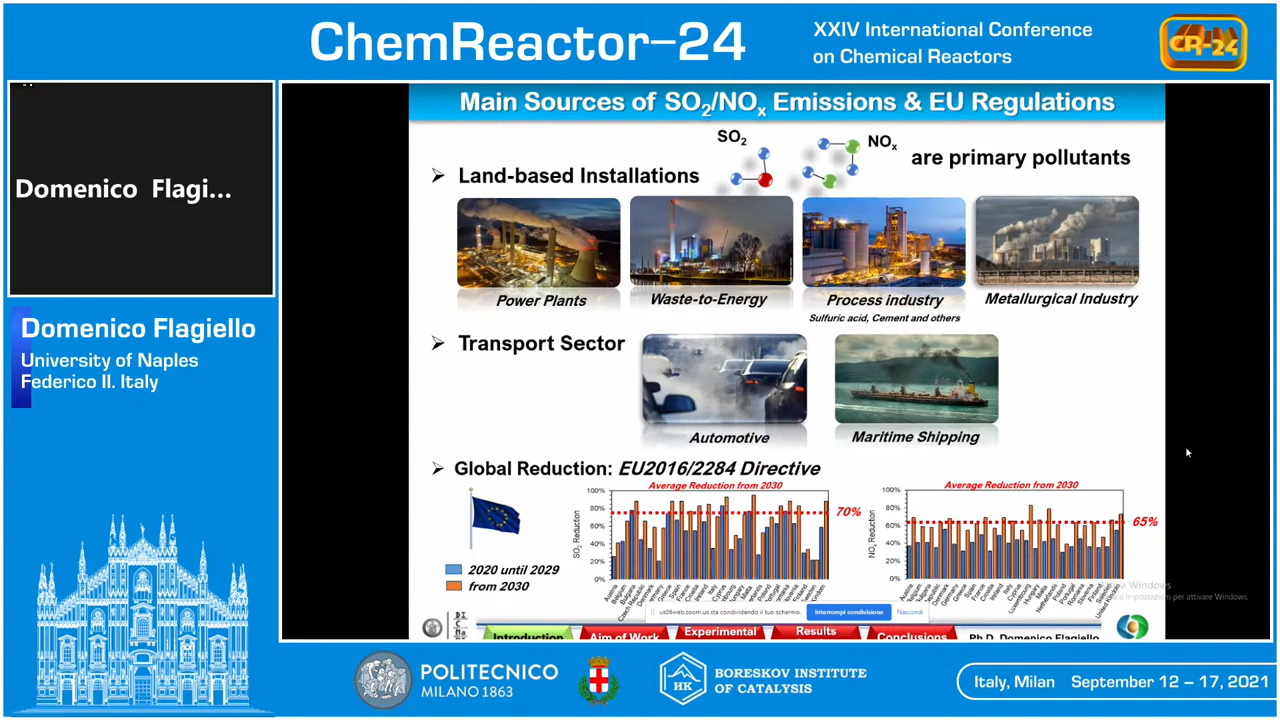 ChemReactor-24
XXIV International Conference
on Chemical Reactors
CR-24
Domenico Flagi...
Domenico Flagiello
University of Naples
Federico II. Italy
Main Sources of SO2/NOx Emissions & EU Regulations
SO2
NOx
are primary pollutants
➢ Land-based Installations
Power Plants
Waste-to-Energy
Process industry
Sulfuric acid, Cement and others
Metallurgical Industry
➢ Transport Sector
Automotive
Maritime Shipping
➢ Global Reduction: EU2016/2284 Directive
2020 until 2029
from 2030
Average Reduction from 2030
SO2 Reduction
100%
80%
60%
40%
20%
0%
70%
Average Reduction from 2030
NOx Reduction
100%
80%
60%
40%
20%
0%
65%
Windows
a Impostazioni per attivare Windows.
us06web.zoom.us sta condividendo il tuo schermo.
Interrompi condivisione
Nascondi
Introduction
Aim of Work
Experimental
Results
Conclusions
Ph.D. Domenico Flagiello
POLITECNICO
MILANO 1863
HK
BORESKOV INSTITUTE
OF CATALYSIS
Italy, Milan September 12 – 17, 2021